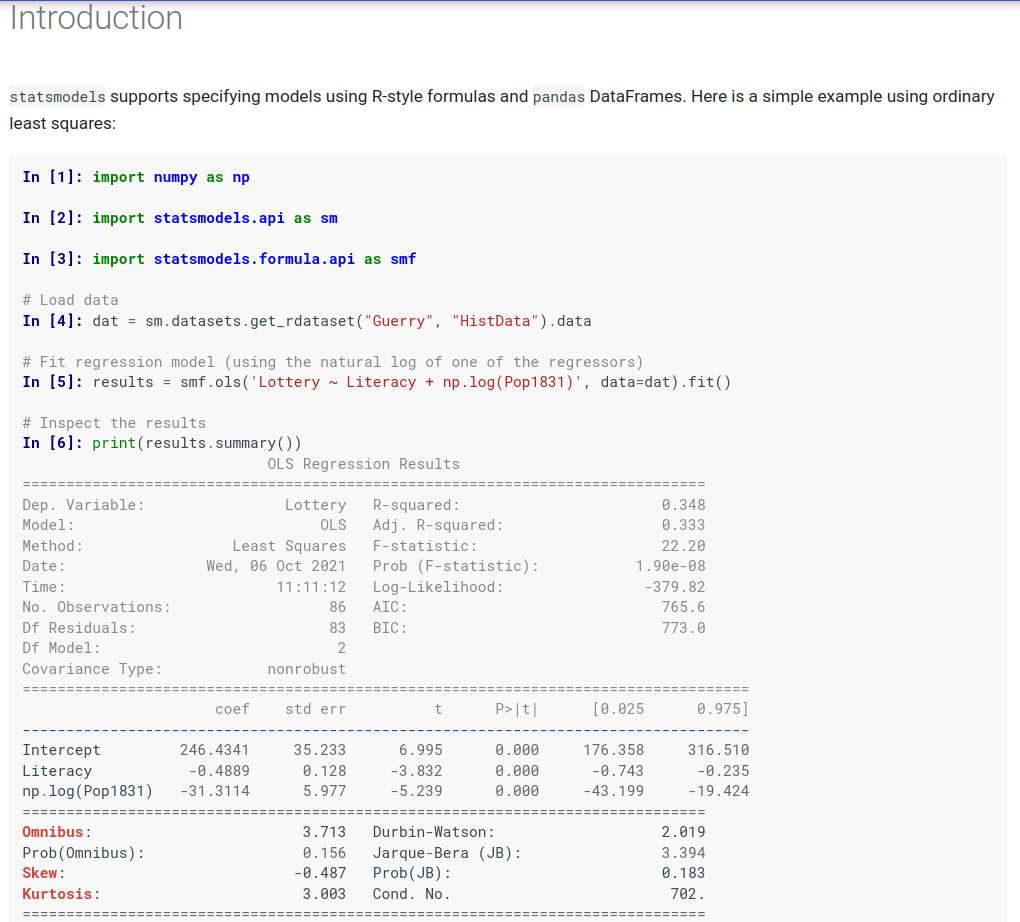 Introduction
statsmodels supports specifying models using R-style formulas and pandas DataFrames. Here is a simple example using ordinary
least squares:
In [1]: import numpy as np
In [2]: import statsmodels.api as sm
In [3]: import statsmodels.formula.api as smf
# Load data
In [4]: dat = sm.datasets.get_rdataset("Guerry", "HistData").data
# Fit regression model (using the natural log of one of the regressors)
In [5]: results = smf.ols('Lottery ~ Literacy + np.log(Pop1831)', data=dat).fit()
# Inspect the results
In [6]: print(results.summary())
                            OLS Regression Results
==============================================================================
Dep. Variable:                Lottery   R-squared:                       0.348
Model:                            OLS   Adj. R-squared:                  0.333
Method:                 Least Squares   F-statistic:                     22.20
Date:                Wed, 06 Oct 2021   Prob (F-statistic):           1.90e-08
Time:                        11:11:12   Log-Likelihood:                -379.82
No. Observations:                  86   AIC:                             765.6
Df Residuals:                      83   BIC:                             773.0
Df Model:                           2
Covariance Type:            nonrobust
===================================================================================
                      coef    std err          t      P>|t|      [0.025      0.975]
-----------------------------------------------------------------------------------
Intercept         246.4341     35.233      6.995      0.000     176.358     316.510
Literacy           -0.4889      0.128     -3.832      0.000      -0.743      -0.235
np.log(Pop1831)   -31.3114      5.977     -5.239      0.000     -43.199     -19.424
==============================================================================
Omnibus:                        3.713   Durbin-Watson:                   2.019
Prob(Omnibus):                  0.156   Jarque-Bera (JB):                3.394
Skew:                          -0.487   Prob(JB):                        0.183
Kurtosis:                       3.003   Cond. No.                         702.
==============================================================================